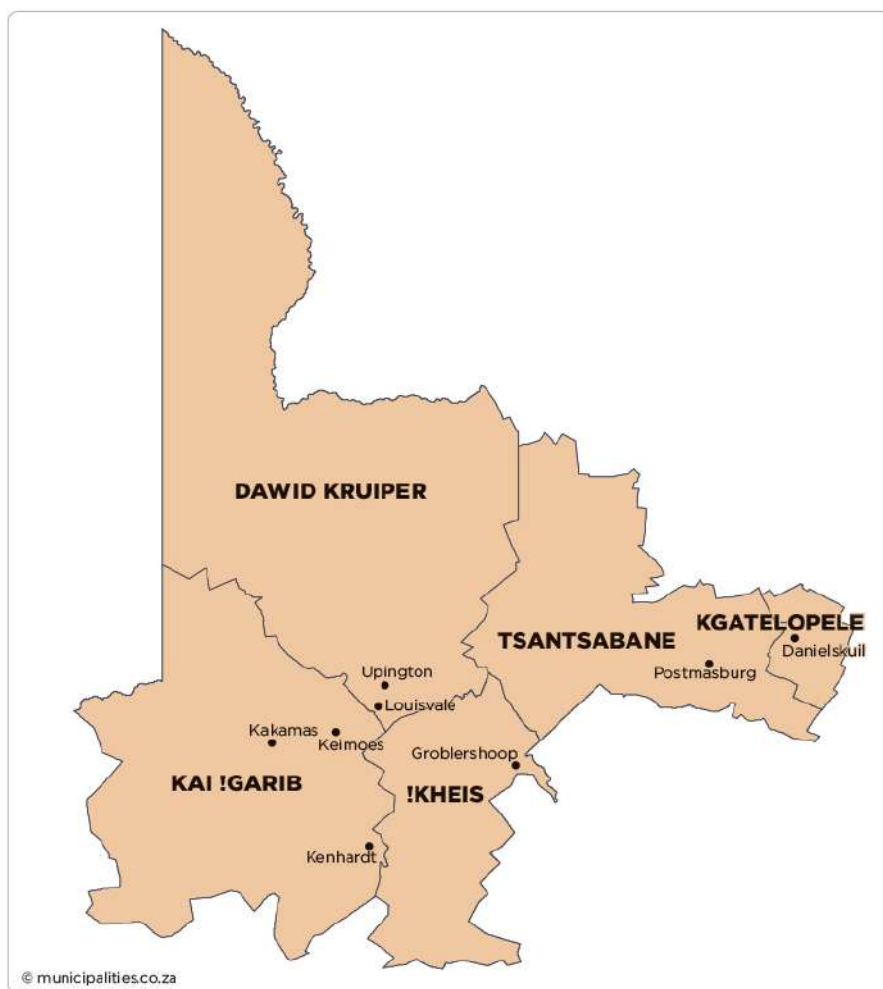 DAWID KRUIPER
KGATELOPELE
TSANTSABANE
Danielskuil
Postmasburg
Upington
Louisvale
Kakamas
Keimoes
Groblershoop
KAI !GARIB
!KHEIS
Kenhardt
© municipalities.co.za